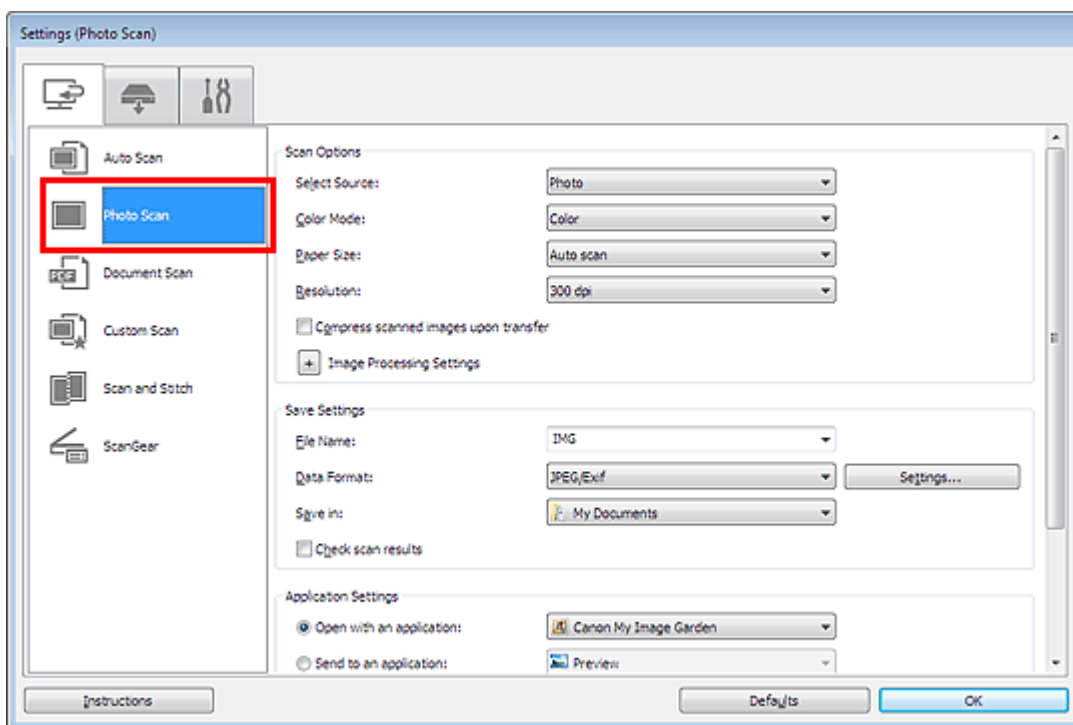 Settings (Photo Scan)
Auto Scan
Photo Scan
PDF
Document Scan
Custom Scan
Scan and Stitch
ScanGear
Scan Options
Select Source: Photo
Color Mode: Color
Paper Size: Auto scan
Resolution: 300 dpi
Compress scanned images upon transfer
+ Image Processing Settings
Save Settings
File Name: IMG
Data Format: JPEG/Exif Settings...
Save in: My Documents
Check scan results
Application Settings
Open with an application: Canon My Image Garden
Send to an application: Preview
Instructions Defaults OK